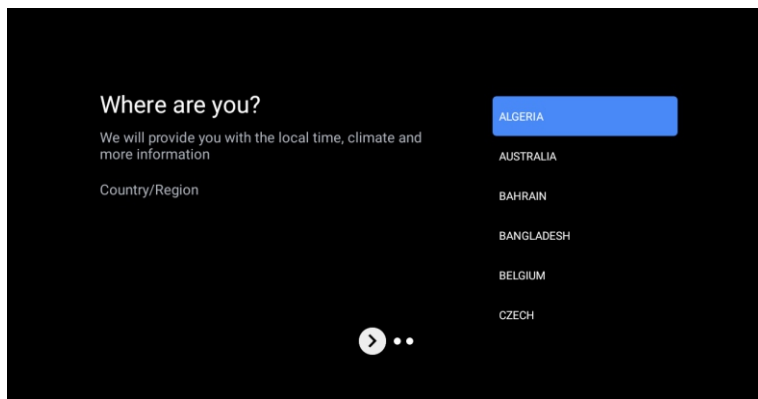 Where are you?
We will provide you with the local time, climate and
more information
Country/Region
ALGERIA
AUSTRALIA
BAHRAIN
BANGLADESH
BELGIUM
CZECH